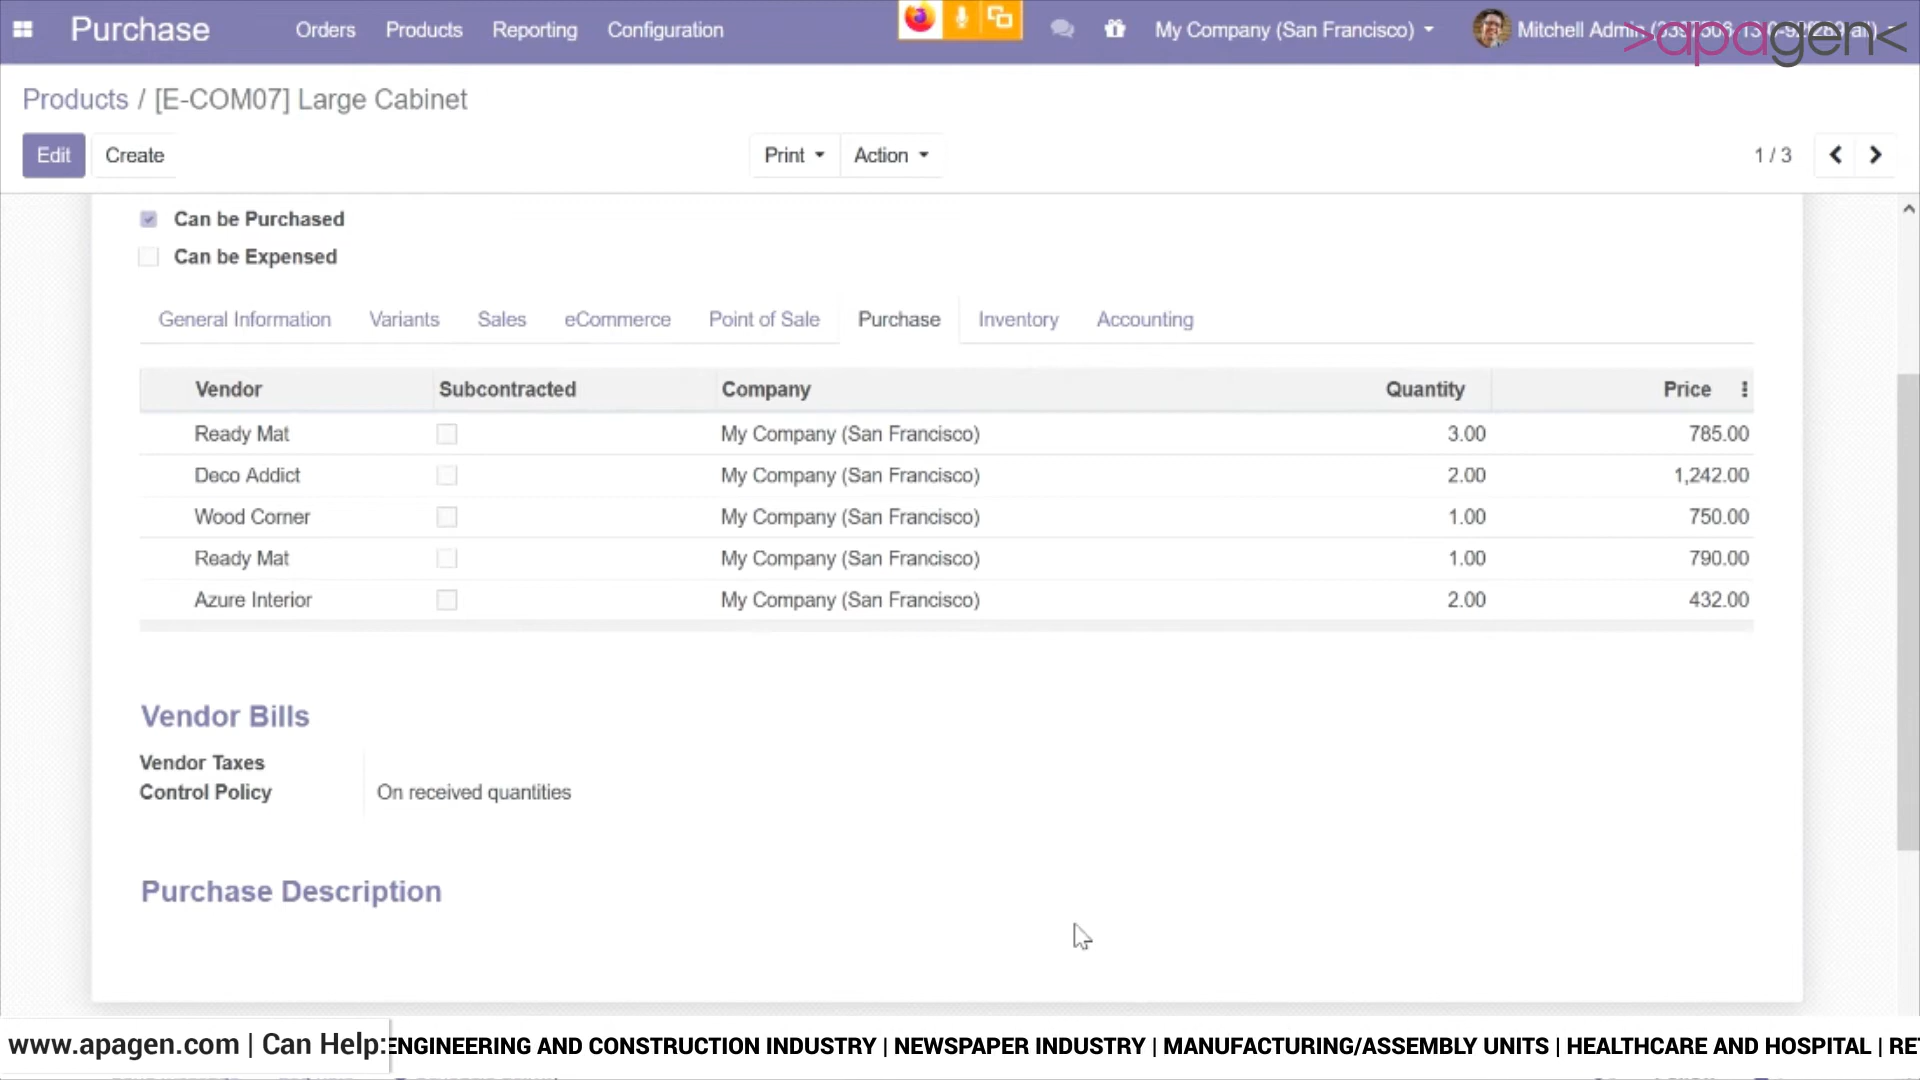 Purchase Orders Products Reporting Configuration My Company (San Francisco) Mitchell Admin
>apagen<
Products / [E-COM07] Large Cabinet
Edit Create Print Action 1 / 3
Can be Purchased
Can be Expensed
General Information Variants Sales eCommerce Point of Sale Purchase Inventory Accounting
Vendor Subcontracted Company Quantity Price
Ready Mat My Company (San Francisco) 3.00 785.00
Deco Addict My Company (San Francisco) 2.00 1,242.00
Wood Corner My Company (San Francisco) 1.00 750.00
Ready Mat My Company (San Francisco) 1.00 790.00
Azure Interior My Company (San Francisco) 2.00 432.00
Vendor Bills
Vendor Taxes
Control Policy On received quantities
Purchase Description
www.apagen.com | Can Help: ENGINEERING AND CONSTRUCTION INDUSTRY | NEWSPAPER INDUSTRY | MANUFACTURING/ASSEMBLY UNITS | HEALTHCARE AND HOSPITAL | RE